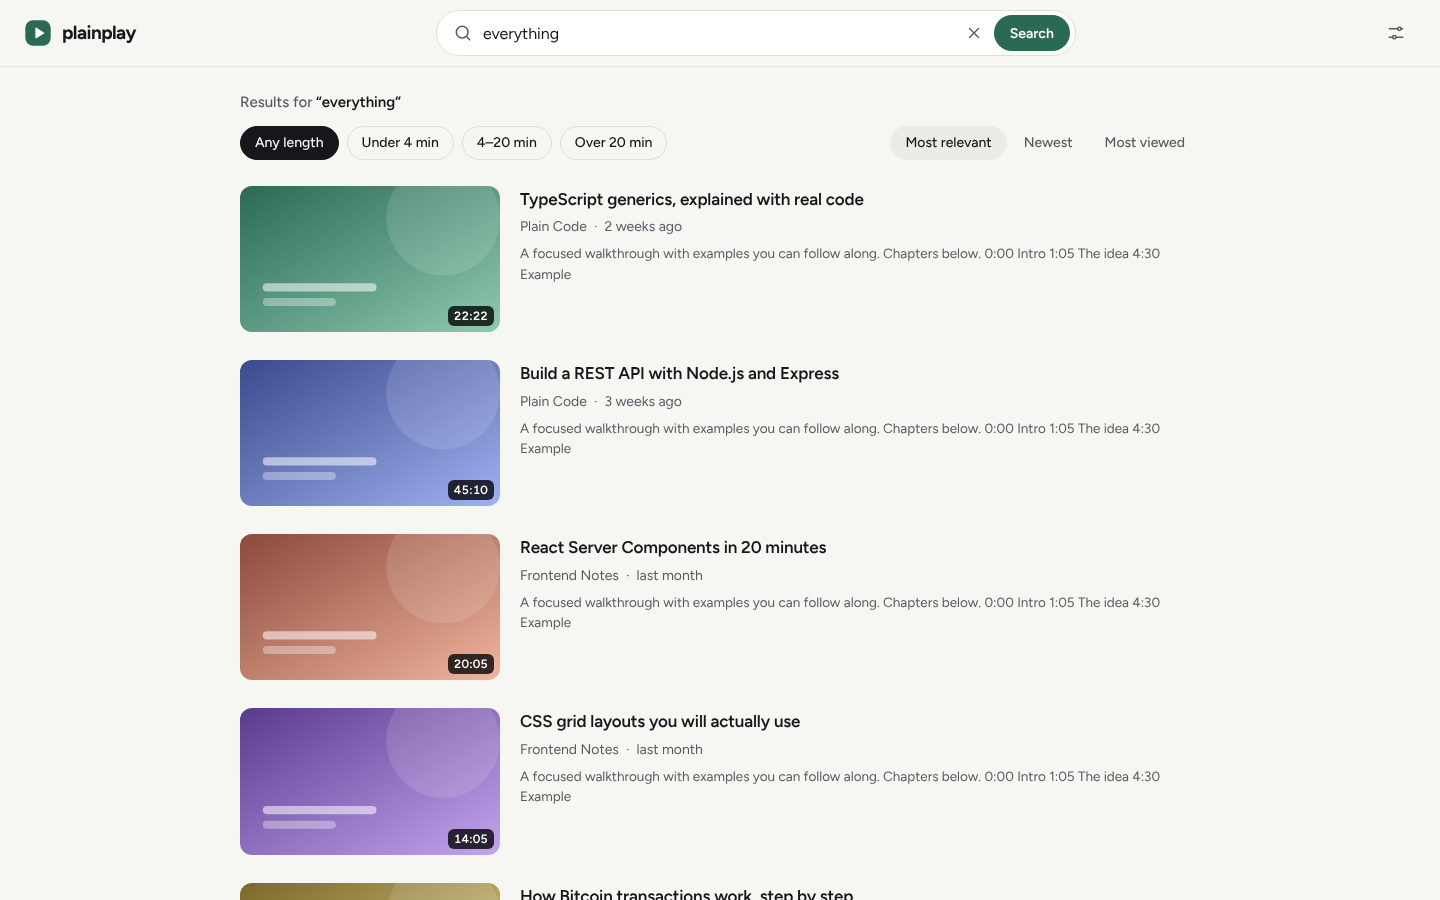 plainplay
everything
Search
Results for “everything”
Any length
Under 4 min
4–20 min
Over 20 min
Most relevant
Newest
Most viewed
22:22
TypeScript generics, explained with real code
Plain Code · 2 weeks ago
A focused walkthrough with examples you can follow along. Chapters below. 0:00 Intro 1:05 The idea 4:30
Example
45:10
Build a REST API with Node.js and Express
Plain Code · 3 weeks ago
A focused walkthrough with examples you can follow along. Chapters below. 0:00 Intro 1:05 The idea 4:30
Example
20:05
React Server Components in 20 minutes
Frontend Notes · last month
A focused walkthrough with examples you can follow along. Chapters below. 0:00 Intro 1:05 The idea 4:30
Example
14:05
CSS grid layouts you will actually use
Frontend Notes · last month
A focused walkthrough with examples you can follow along. Chapters below. 0:00 Intro 1:05 The idea 4:30
Example
How Bitcoin transactions work, step by step